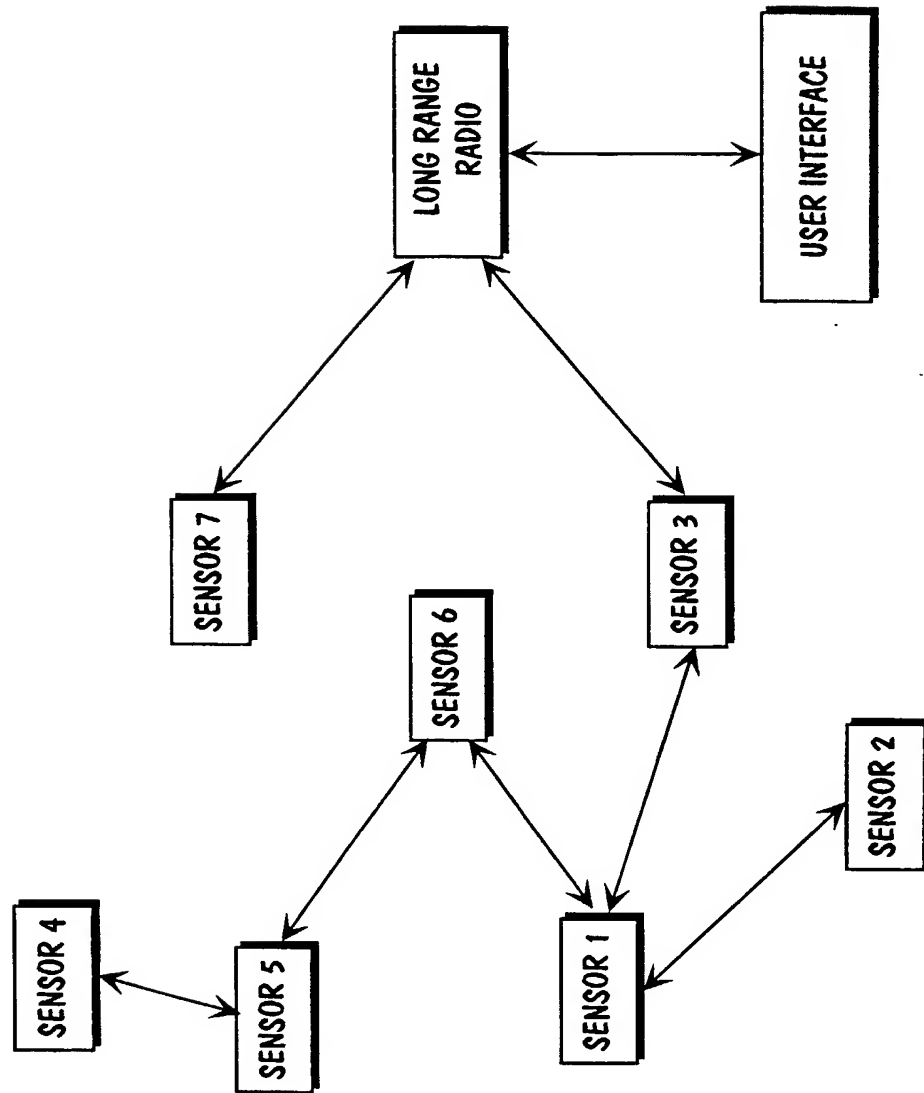 SENSOR 4
SENSOR 5
SENSOR 1
SENSOR 2
SENSOR 6
SENSOR 7
SENSOR 3
LONG RANGE
RADIO
USER INTERFACE